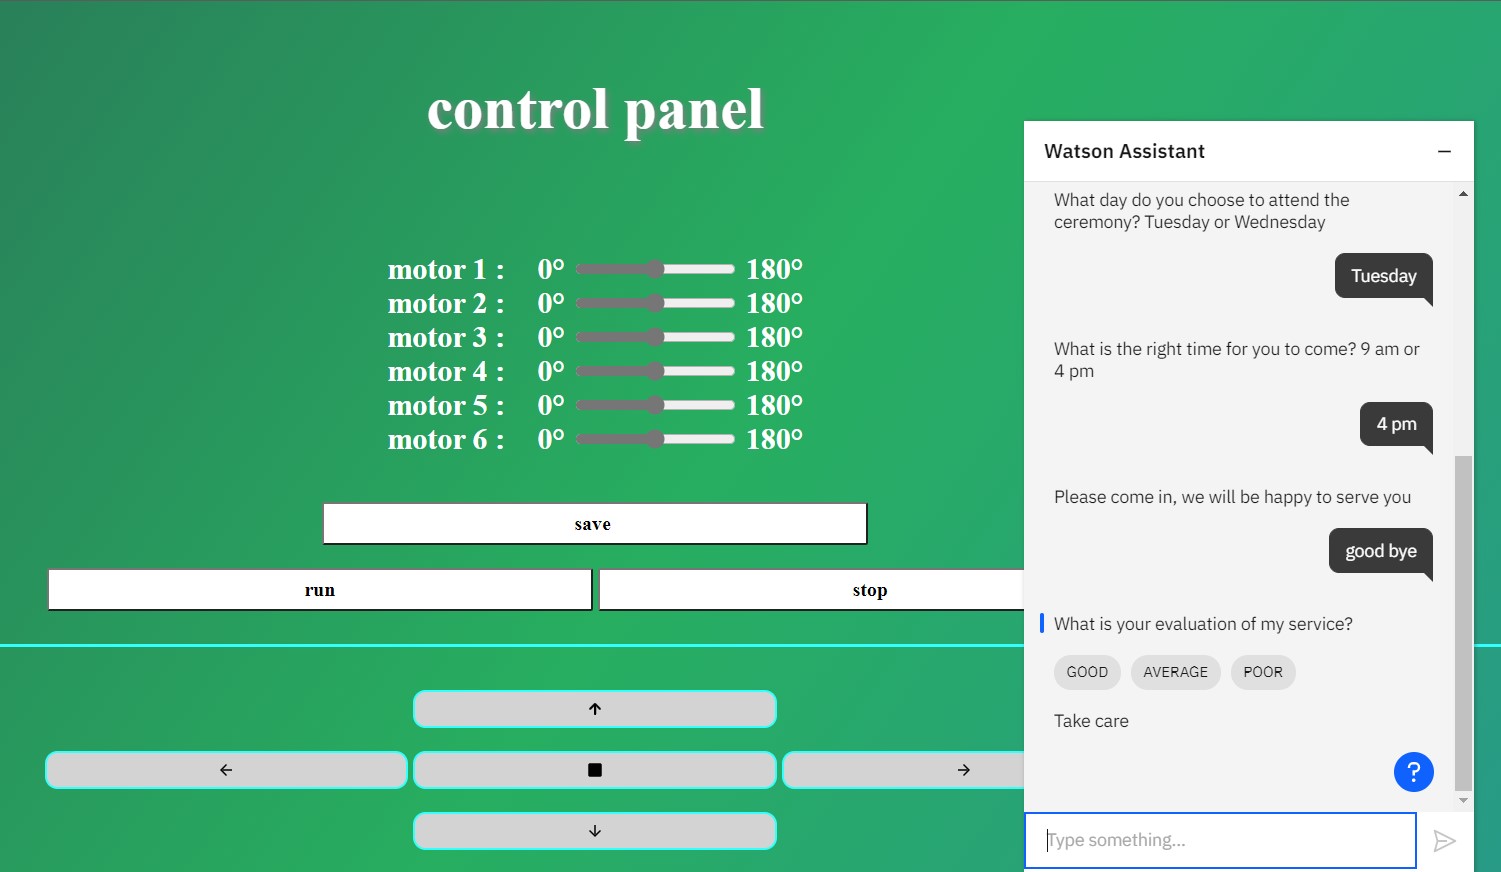 control panel
motor 1 : 0° 180°
motor 2 : 0° 180°
motor 3 : 0° 180°
motor 4 : 0° 180°
motor 5 : 0° 180°
motor 6 : 0° 180°
save
run
stop
↑
← ■ →
↓
Watson Assistant
What day do you choose to attend the
ceremony? Tuesday or Wednesday
Tuesday
What is the right time for you to come? 9 am or
4 pm
4 pm
Please come in, we will be happy to serve you
good bye
What is your evaluation of my service?
GOOD AVERAGE POOR
Take care
?
Type something...